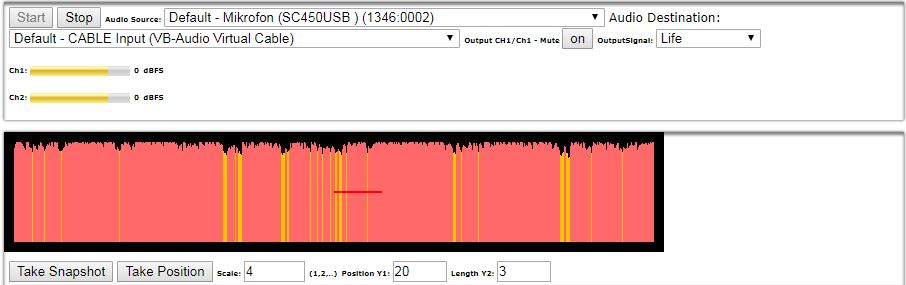 Start Stop Audio Source: Default - Mikrofon (SC450USB ) (1346:0002) Audio Destination:
Default - CABLE Input (VB-Audio Virtual Cable) Output CH1/Ch1 - Mute on OutputSignal: Life
Ch1: 0 dBFS
Ch2: 0 dBFS
Take Snapshot Take Position Scale: 4 (1,2,..) Position Y1: 20 Length Y2: 3